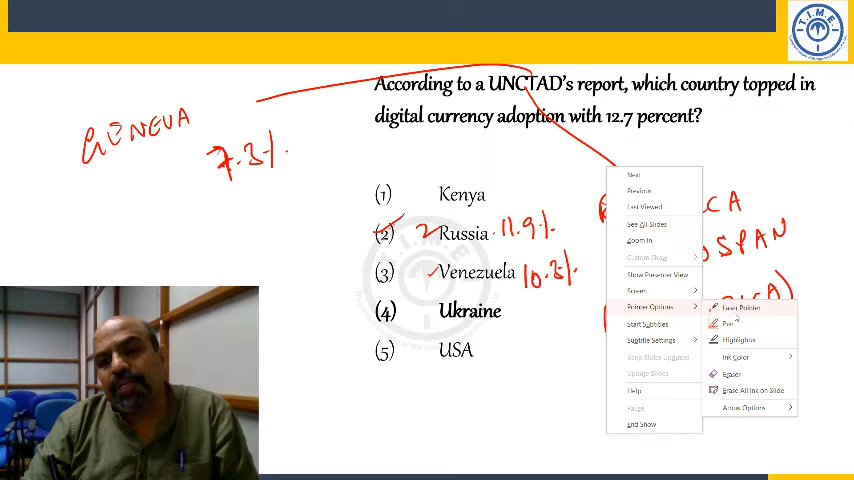 T.I.M.E.
According to a UNCTAD's report, which country topped in
digital currency adoption with 12.7 percent?
GENEVA
7.3%.
(1) Kenya
(2) 2 Russia. 11.9%.
(3) Venezuela 10.3%.
(4) Ukraine
(5) USA
CA
SPAN
CA)
Next
Previous
Last Viewed
See All Slides
Zoom In
Custom Show
Show Presenter View
Screen
Pointer Options
Start Subtitles
Subtitle Settings
Keep Slides Updated
Update Slides
Help
Pause
End Show
Laser Pointer
Pen
Highlighter
Ink Color
Eraser
Erase All Ink on Slide
Arrow Options